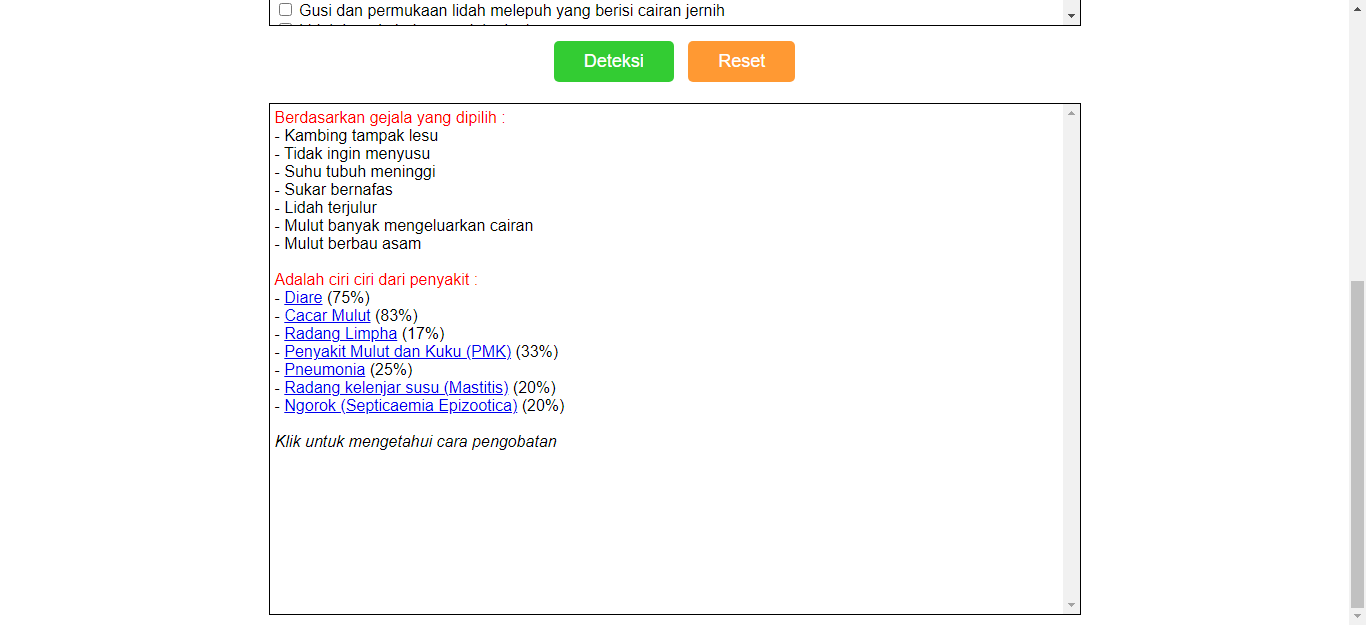 Gusi dan permukaan lidah melepuh yang berisi cairan jernih
Deteksi Reset
Berdasarkan gejala yang dipilih :
- Kambing tampak lesu
- Tidak ingin menyusu
- Suhu tubuh meninggi
- Sukar bernafas
- Lidah terjulur
- Mulut banyak mengeluarkan cairan
- Mulut berbau asam
Adalah ciri ciri dari penyakit :
- Diare (75%)
- Cacar Mulut (83%)
- Radang Limpha (17%)
- Penyakit Mulut dan Kuku (PMK) (33%)
- Pneumonia (25%)
- Radang kelenjar susu (Mastitis) (20%)
- Ngorok (Septicaemia Epizootica) (20%)
Klik untuk mengetahui cara pengobatan